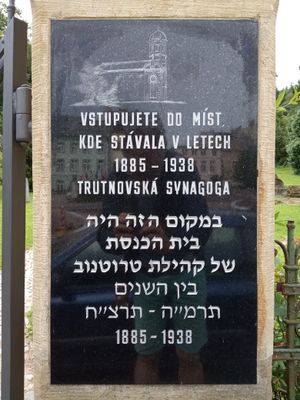 VSTUPUJETE DO MÍST,
KDE STÁVALA V LETECH
1885-1938
TRUTNOVSKÁ SYNAGOGA
במקום הזה היה
בית הכנסת
של קהילת טרוטנוב
בין השנים
תרמ״ה - תרצ״ח
1885-1938